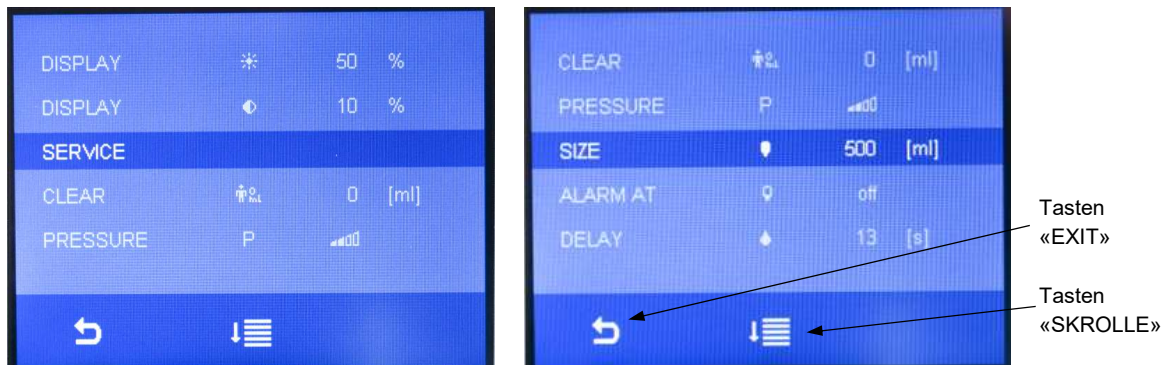 DISPLAY 50 %
DISPLAY 10 %
SERVICE
CLEAR 0 [ml]
PRESSURE P
CLEAR 0 [ml]
PRESSURE P
SIZE 500 [ml]
ALARM AT off
DELAY 13 [s]
Tasten
«EXIT»
Tasten
«SKROLLE»